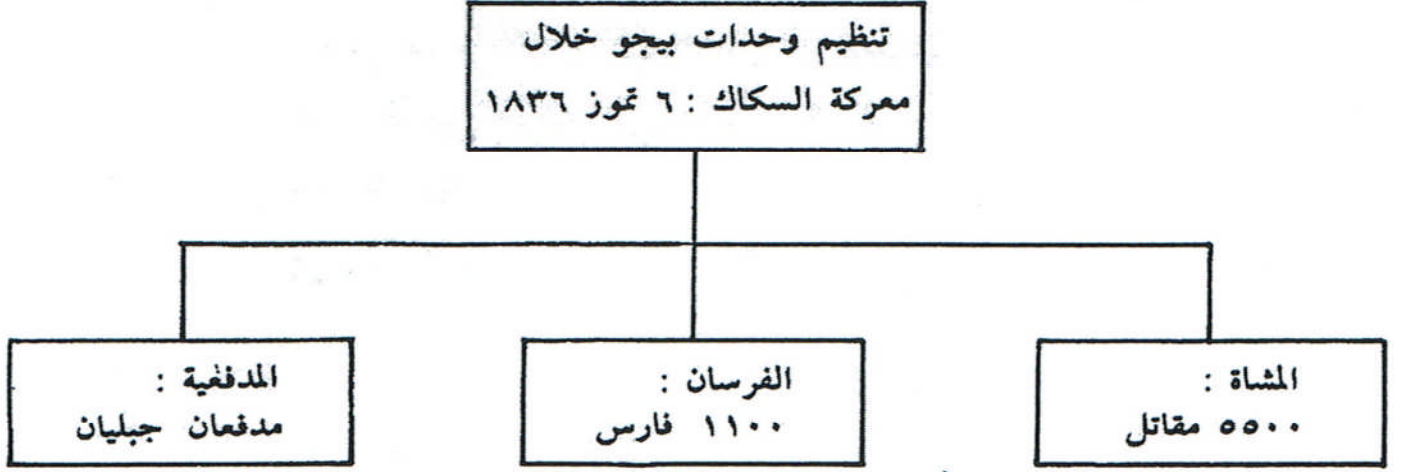 تنظيم وحدات بيجو خلال
معركة السكاك : ٦ تموز ١٨٣٦
المشاة :
٥٥٠٠ مقاتل
الفرسان :
١١٠٠ فارس
المدفعية :
مدفعان جبليان